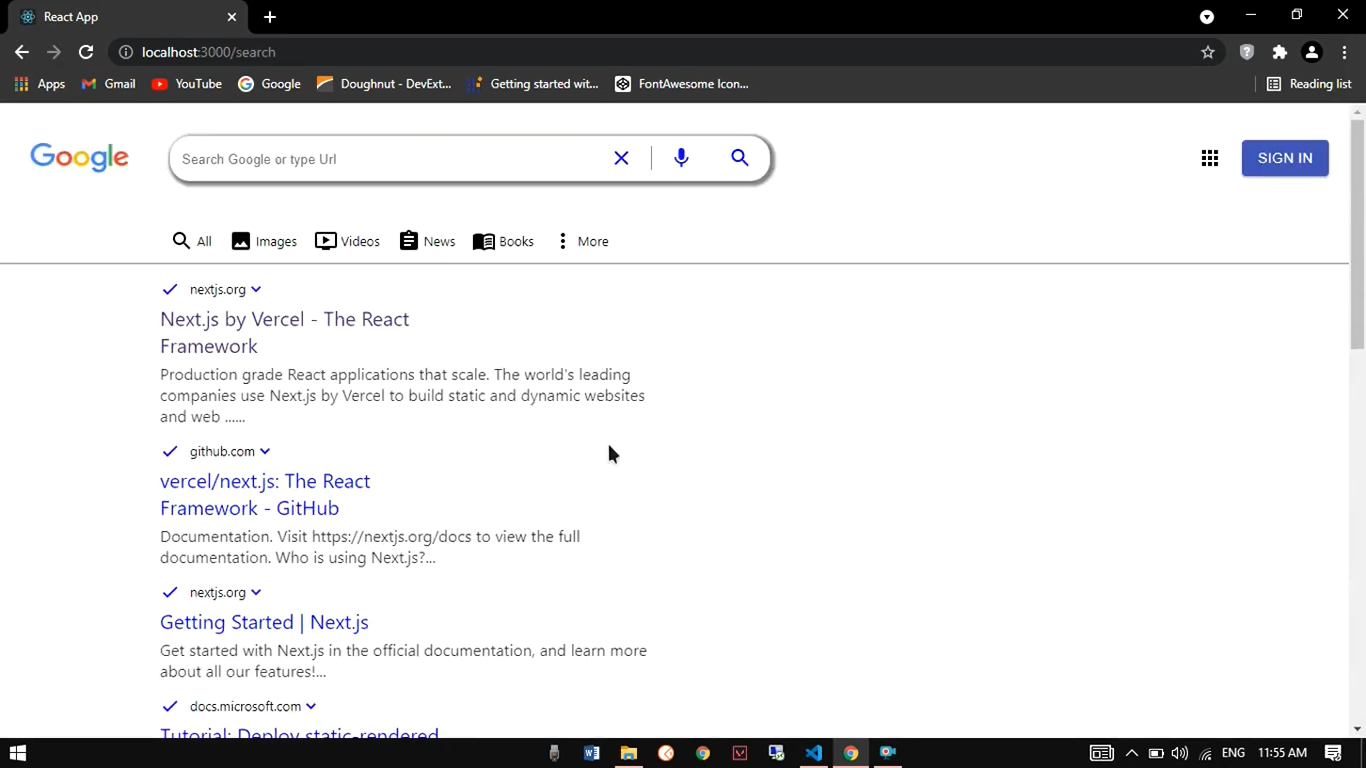 React App
localhost:3000/search
Apps Gmail YouTube Google Doughnut - DevExt... Getting started wit... FontAwesome Icon... Reading list
Google Search Google or type Url SIGN IN
All Images Videos News Books More
nextjs.org
Next.js by Vercel - The React
Framework
Production grade React applications that scale. The world's leading
companies use Next.js by Vercel to build static and dynamic websites
and web ......
github.com
vercel/next.js: The React
Framework - GitHub
Documentation. Visit https://nextjs.org/docs to view the full
documentation. Who is using Next.js?...
nextjs.org
Getting Started | Next.js
Get started with Next.js in the official documentation, and learn more
about all our features!...
docs.microsoft.com
Tutorial: Deploy static-rendered
ENG 11:55 AM